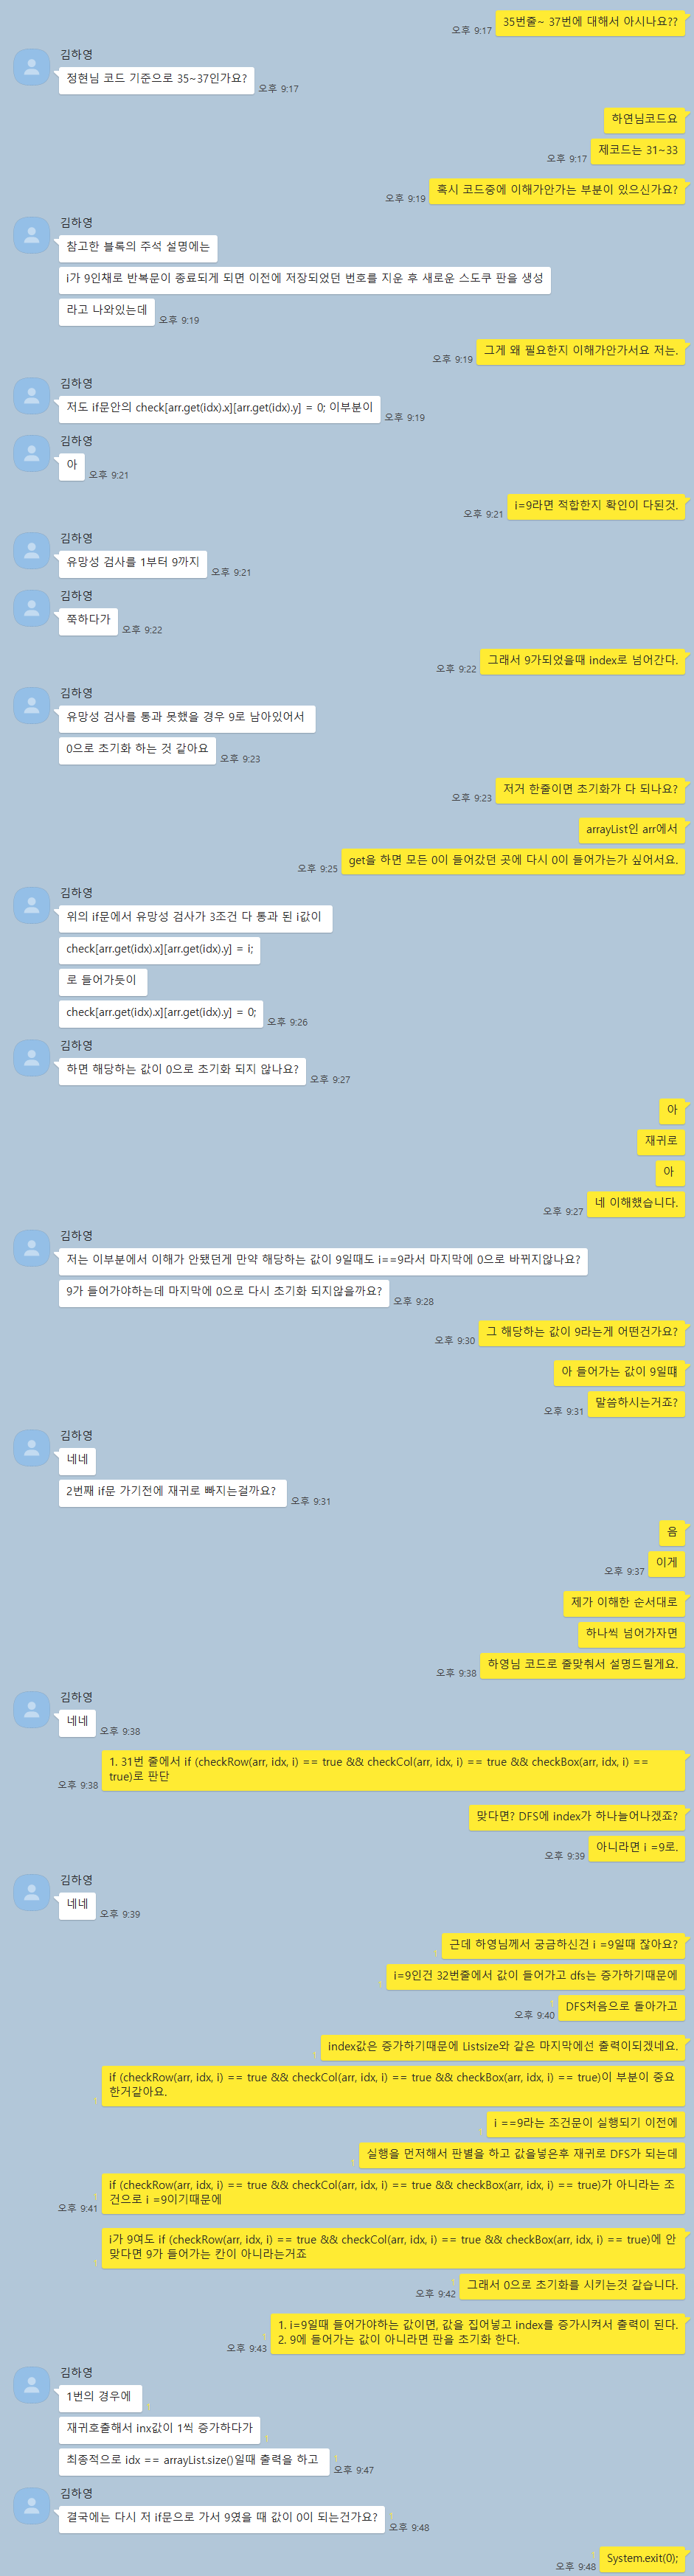 35번줄~ 37번에 대해서 아시나요??
오후 9:17
김하영
정현님 코드 기준으로 35~37인가요?
오후 9:17
하연님코드요
제코드는 31~33
오후 9:17
혹시 코드중에 이해가안가는 부분이 있으신가요?
오후 9:19
김하영
참고한 블록의 주석 설명에는
i가 9인채로 반복문이 종료되게 되면 이전에 저장되었던 번호를 지운 후 새로운 스도쿠 판을 생성
라고 나와있는데
오후 9:19
그게 왜 필요한지 이해가안가서요 저는.
오후 9:19
김하영
저도 if문안의 check[arr.get(idx).x][arr.get(idx).y] = 0; 이부분이
오후 9:19
김하영
아
오후 9:21
i=9라면 적합한지 확인이 다된것.
오후 9:21
김하영
유망성 검사를 1부터 9까지
오후 9:21
김하영
쭉하다가
오후 9:22
그래서 9가되었을때 index로 넘어간다.
오후 9:22
김하영
유망성 검사를 통과 못했을 경우 9로 남아있어서
0으로 초기화 하는 것 같아요
오후 9:23
저거 한줄이면 초기화가 다 되나요?
오후 9:23
arrayList인 arr에서
get을 하면 모든 0이 들어갔던 곳에 다시 0이 들어가는가 싶어서요.
오후 9:25
김하영
위의 if문에서 유망성 검사가 3조건 다 통과 된 i값이
check[arr.get(idx).x][arr.get(idx).y] = i;
로 들어가듯이
check[arr.get(idx).x][arr.get(idx).y] = 0;
오후 9:26
김하영
하면 해당하는 값이 0으로 초기화 되지 않나요?
오후 9:27
아
재귀로
아
네 이해했습니다.
오후 9:27
김하영
저는 이부분에서 이해가 안됐던게 만약 해당하는 값이 9일때도 i==9라서 마지막에 0으로 바뀌지않나요?
9가 들어가야하는데 마지막에 0으로 다시 초기화 되지않을까요?
오후 9:28
그 해당하는 값이 9라는게 어떤건가요?
오후 9:30
아 들어가는 값이 9일떄
말씀하시는거죠?
오후 9:31
김하영
네네
2번째 if문 가기전에 재귀로 빠지는걸까요?
오후 9:31
음
이게
오후 9:37
제가 이해한 순서대로
하나씩 넘어가자면
하영님 코드로 줄맞춰서 설명드릴게요.
오후 9:38
김하영
네네
오후 9:38
1. 31번 줄에서 if (checkRow(arr, idx, i) == true && checkCol(arr, idx, i) == true && checkBox(arr, idx, i) ==
true)로 판단
오후 9:38
맞다면? DFS에 index가 하나늘어나겠죠?
아니라면 i =9로.
오후 9:39
김하영
네네
오후 9:39
근데 하영님께서 궁금하신건 i =9일때 잖아요?
1
i=9인건 32번줄에서 값이 들어가고 dfs는 증가하기때문에
1
DFS처음으로 돌아가고
1
오후 9:40
index값은 증가하기때문에 Listsize와 같은 마지막에선 출력이되겠네요.
1
if (checkRow(arr, idx, i) == true && checkCol(arr, idx, i) == true && checkBox(arr, idx, i) == true)이 부분이 중요
한거같아요.
1
i ==9라는 조건문이 실행되기 이전에
1
실행을 먼저해서 판별을 하고 값을넣은후 재귀로 DFS가 되는데
1
if (checkRow(arr, idx, i) == true && checkCol(arr, idx, i) == true && checkBox(arr, idx, i) == true)가 아니라는 조
건으로 i =9이기때문에
1
오후 9:41
i가 9여도 if (checkRow(arr, idx, i) == true && checkCol(arr, idx, i) == true && checkBox(arr, idx, i) == true)에 안
맞다면 9가 들어가는 칸이 아니라는거죠
1
그래서 0으로 초기화를 시키는것 같습니다.
1
오후 9:42
1. i=9일때 들어가야하는 값이면, 값을 집어넣고 index를 증가시켜서 출력이 된다.
2. 9에 들어가는 값이 아니라면 판을 초기화 한다.
1
오후 9:43
김하영
1번의 경우에
1
재귀호출해서 inx값이 1씩 증가하다가
1
최종적으로 idx == arrayList.size()일때 출력을 하고
1
오후 9:47
김하영
결국에는 다시 저 if문으로 가서 9였을 때 값이 0이 되는건가요?
1
오후 9:48
System.exit(0);
1
오후 9:48